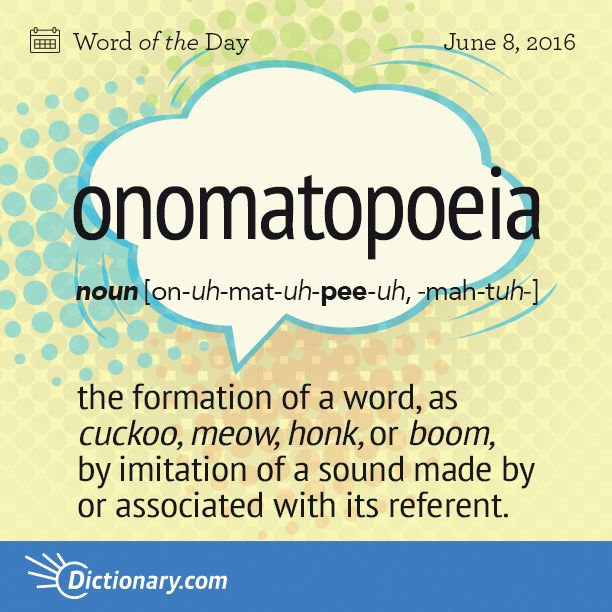 Word of the Day
June 8, 2016
onomatopoeia
noun [on-uh-mat-uh-pee-uh, -mah-tuh-]
the formation of a word, as
cuckoo, meow, honk, or boom,
by imitation of a sound made by
or associated with its referent.
Dictionary.com